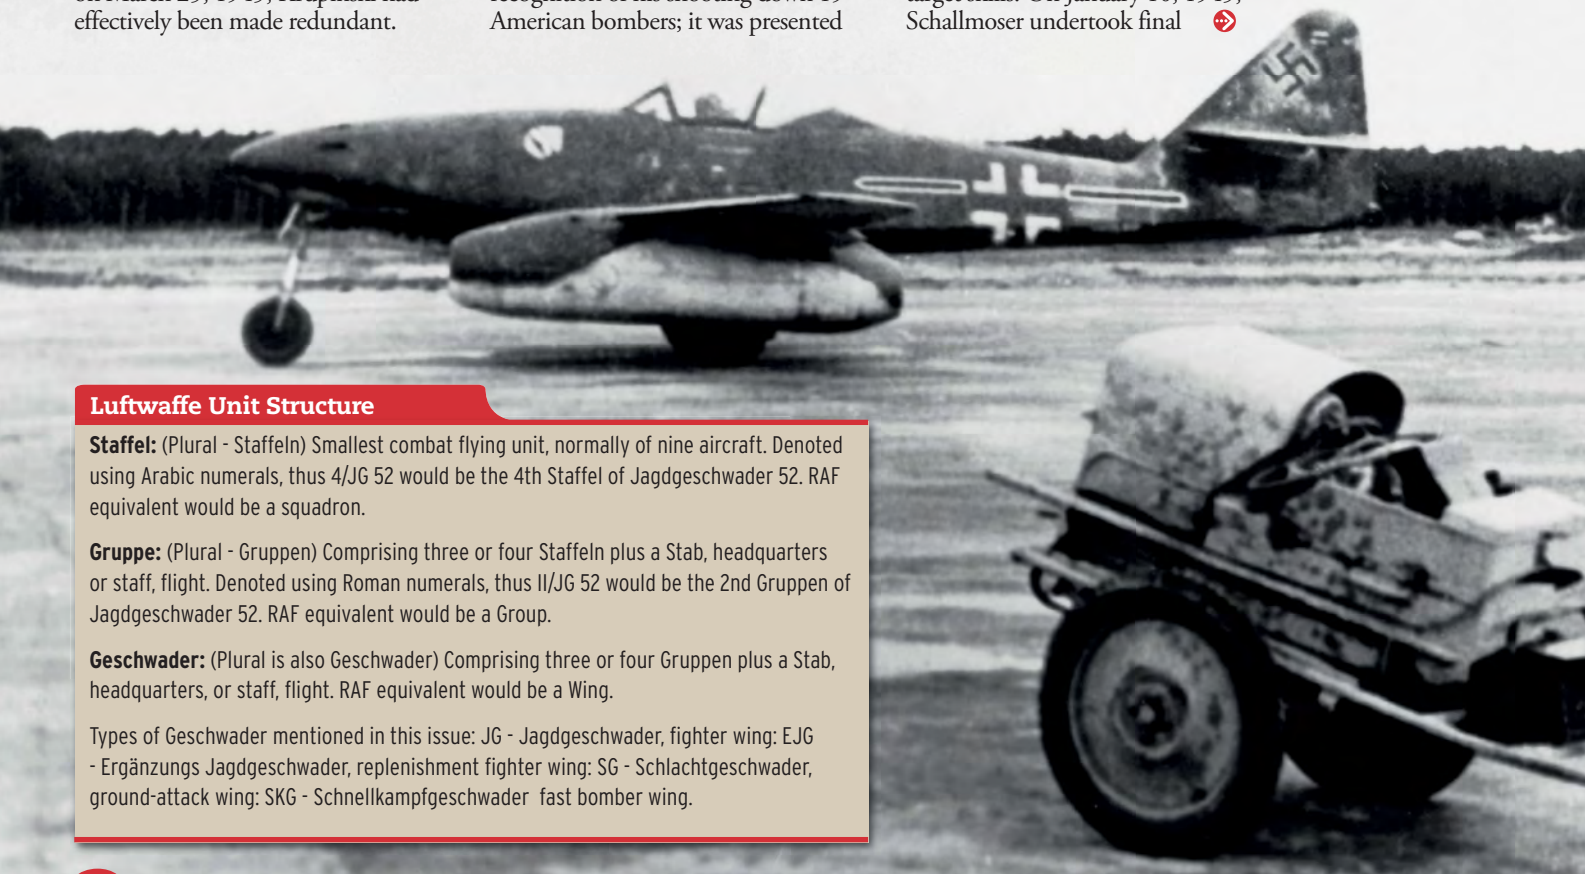 effectively been made redundant.
American bombers; it was presented
Schallmoser undertook final
Luftwaffe Unit Structure
Staffel: (Plural - Staffeln) Smallest combat flying unit, normally of nine aircraft. Denoted
using Arabic numerals, thus 4/JG 52 would be the 4th Staffel of Jagdgeschwader 52. RAF
equivalent would be a squadron.
Gruppe: (Plural - Gruppen) Comprising three or four Staffeln plus a Stab, headquarters
or staff, flight. Denoted using Roman numerals, thus II/JG 52 would be the 2nd Gruppen of
Jagdgeschwader 52. RAF equivalent would be a Group.
Geschwader: (Plural is also Geschwader) Comprising three or four Gruppen plus a Stab,
headquarters, or staff, flight. RAF equivalent would be a Wing.
Types of Geschwader mentioned in this issue: JG - Jagdgeschwader, fighter wing: EJG
- Ergänzungs Jagdgeschwader, replenishment fighter wing: SG - Schlachtgeschwader,
ground-attack wing: SKG - Schnellkampfgeschwader fast bomber wing.